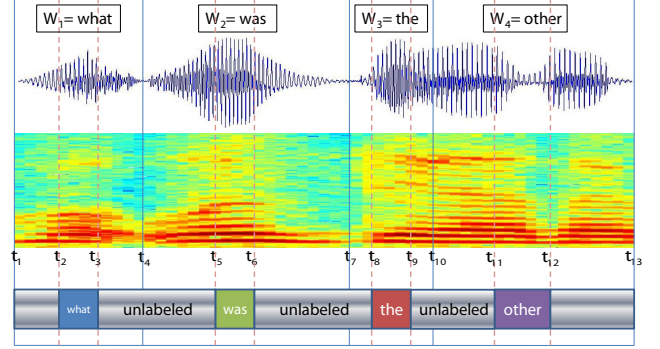 W₁= what W₂= was W₃= the W₄= other
t₁ t₂ t₃ t₄ t₅ t₆ t₇ t₈ t₉ t₁₀ t₁₁ t₁₂ t₁₃
what unlabeled was unlabeled the unlabeled other